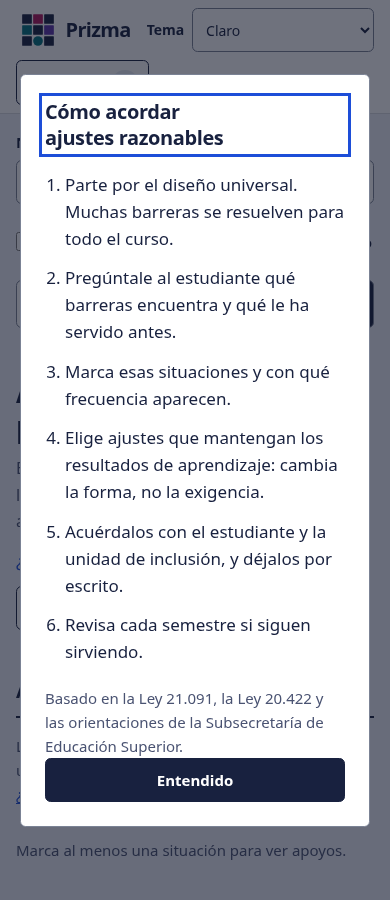 Prizma
Tema
Claro
Cómo acordar
ajustes razonables
1. Parte por el diseño universal.
Muchas barreras se resuelven para
todo el curso.
2. Pregúntale al estudiante qué
barreras encuentra y qué le ha
servido antes.
3. Marca esas situaciones y con qué
frecuencia aparecen.
4. Elige ajustes que mantengan los
resultados de aprendizaje: cambia
la forma, no la exigencia.
5. Acuérdalos con el estudiante y la
unidad de inclusión, y déjalos por
escrito.
6. Revisa cada semestre si siguen
sirviendo.
Basado en la Ley 21.091, la Ley 20.422 y
las orientaciones de la Subsecretaría de
Educación Superior.
Entendido
Marca al menos una situación para ver apoyos.